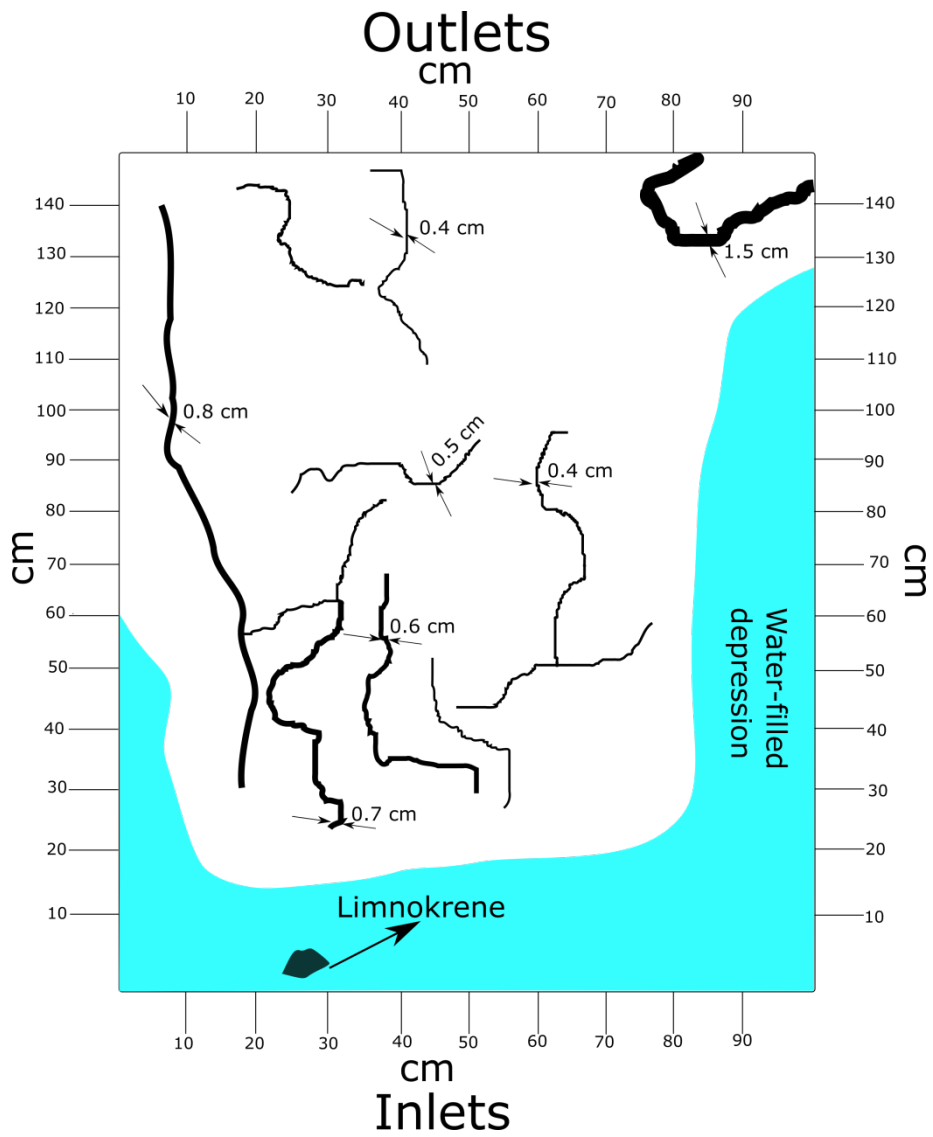 Outlets
cm
10 20 30 40 50 60 70 80 90
140 140
0.4 cm
130 1.5 cm 130
120 120
110 110
100 0.8 cm 100
0.5 cm
90 0.4 cm 90
80 80
70 70
cm cm
60 60
0.6 cm
Water-filled
depression
50 50
40 40
30 30
0.7 cm
20 20
Limnokrene
10 10
10 20 30 40 50 60 70 80 90
cm
Inlets